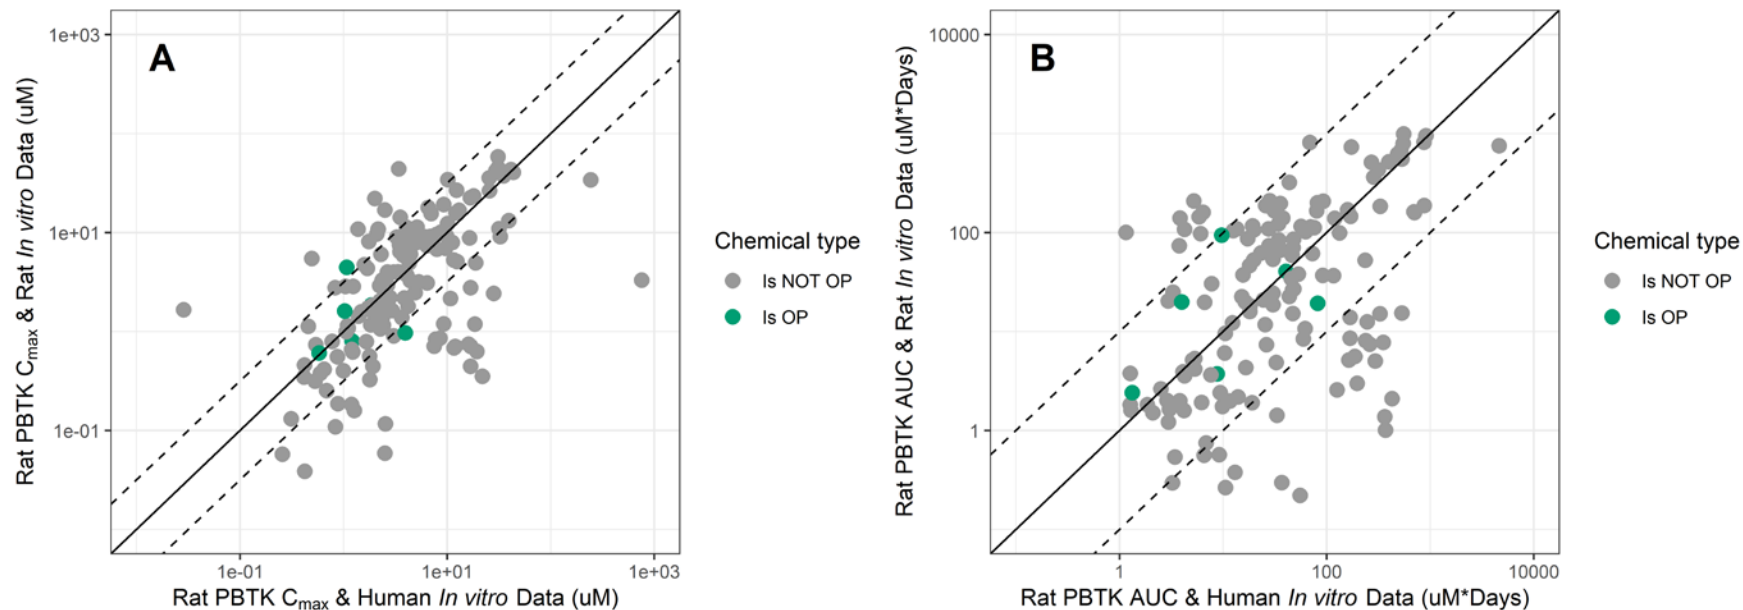 A
Rat PBTK Cmax & Rat In vitro Data (uM)
1e+03
1e+01
1e-01
1e-01 1e+01 1e+03
Rat PBTK Cmax & Human In vitro Data (uM)
Chemical type
Is NOT OP
Is OP
B
Rat PBTK AUC & Rat In vitro Data (uM*Days)
10000
100
1
1 100 10000
Rat PBTK AUC & Human In vitro Data (uM*Days)
Chemical type
Is NOT OP
Is OP